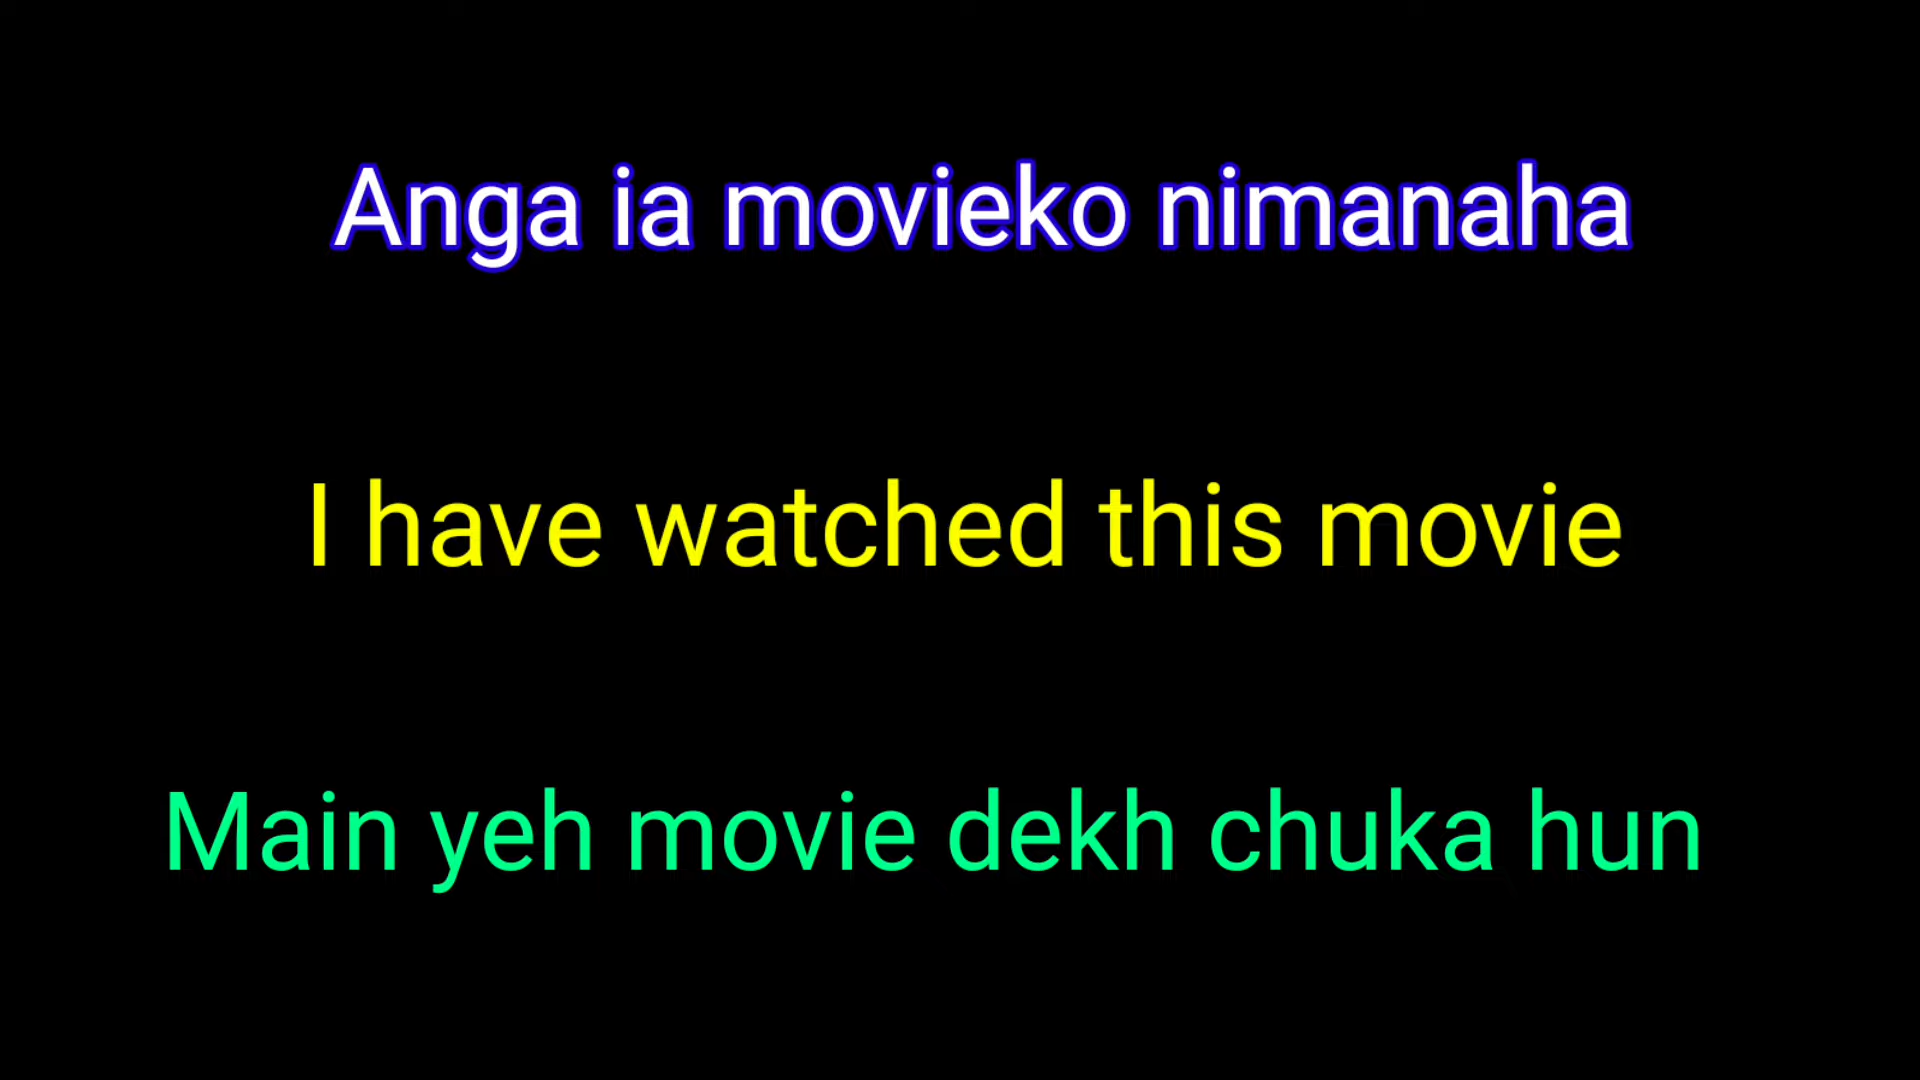 Anga ia movieko nimanaha
I have watched this movie
Main yeh movie dekh chuka hun